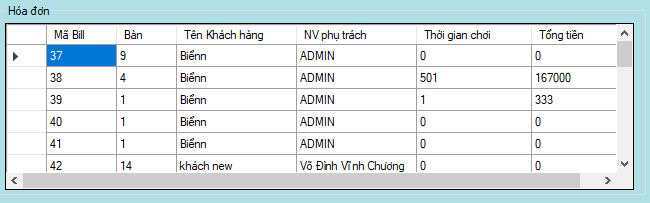 Hóa đơn
Mã Bill Bàn Tên Khách hàng NV phụ trách Thời gian chơi Tổng tiền
37 9 Biểnn ADMIN 0 0
38 4 Biểnn ADMIN 501 167000
39 1 Biểnn ADMIN 1 333
40 1 Biểnn ADMIN 0 0
41 1 Biểnn ADMIN 0 0
42 14 khách new Võ Đình Vĩnh Chương 0 0